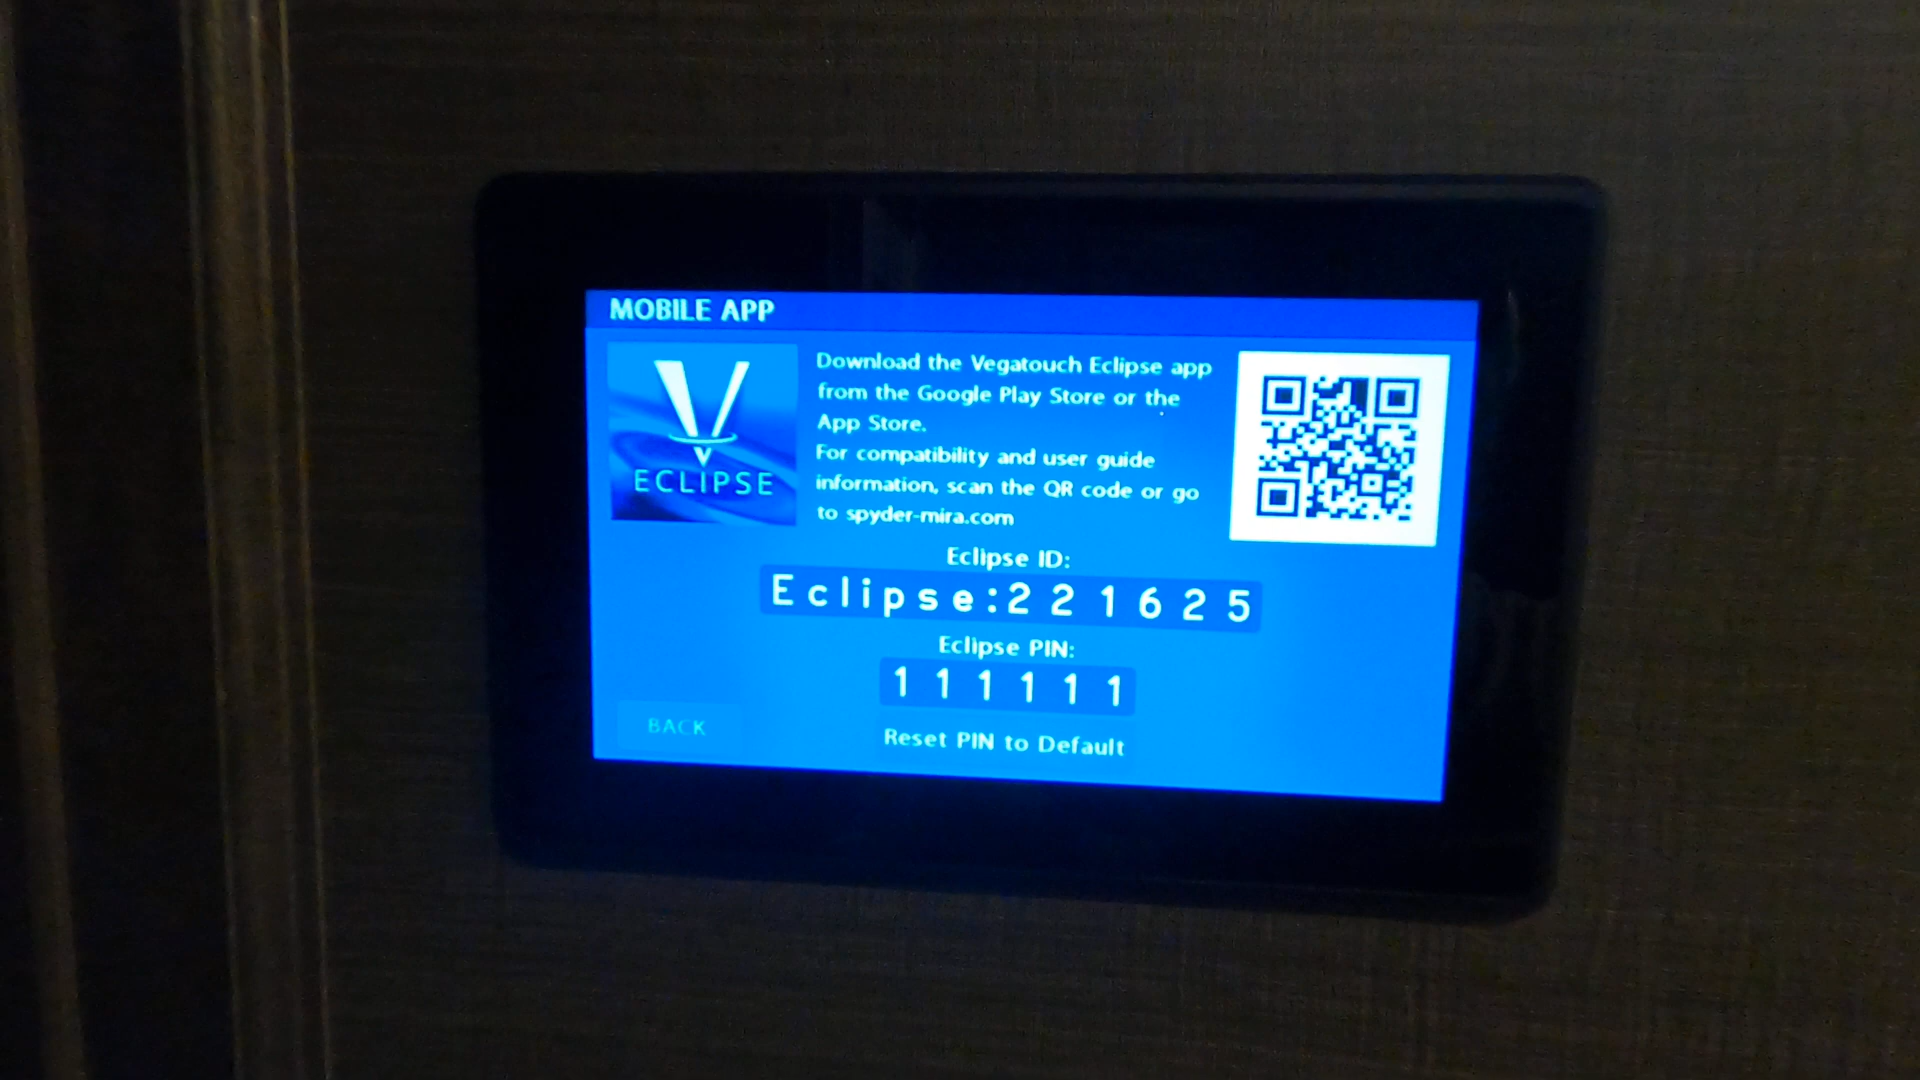 MOBILE APP
V
ECLIPSE
Download the Vegatouch Eclipse app
from the Google Play Store or the
App Store.
For compatibility and user guide
information, scan the QR code or go
to spyder-mira.com
Eclipse ID:
Eclipse:221625
Eclipse PIN:
111111
BACK
Reset PIN to Default